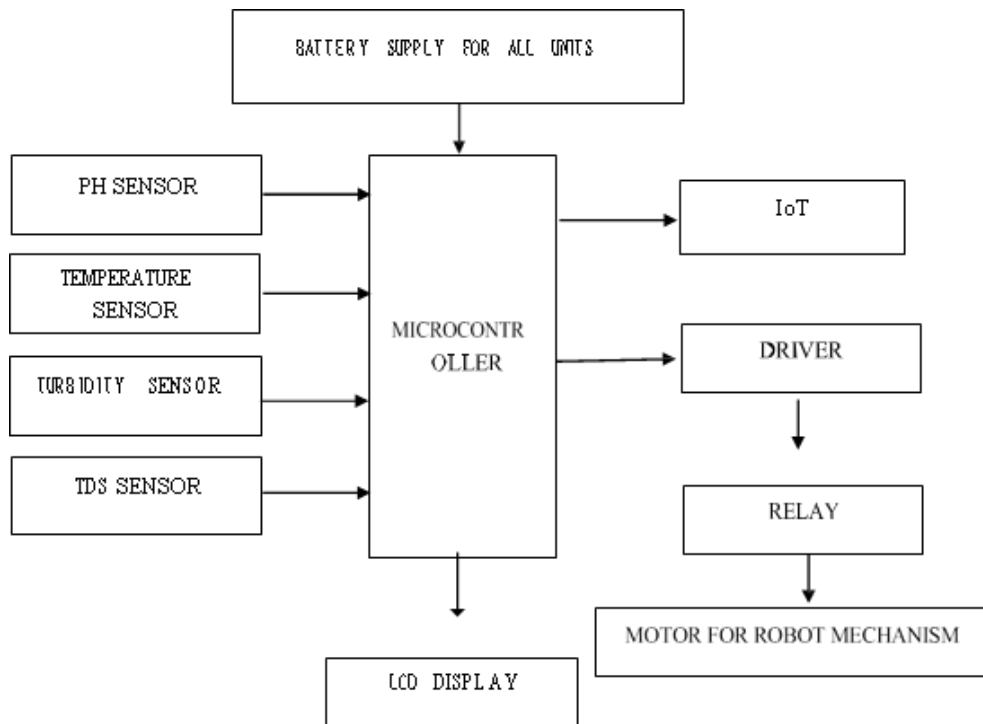 BATTERY SUPPLY FOR ALL UNITS
PH SENSOR
IoT
TEMPERATURE
SENSOR
MICROCONTR
OLLER
DRIVER
TURBIDITY SENSOR
TDS SENSOR
RELAY
MOTOR FOR ROBOT MECHANISM
LCD DISPLAY